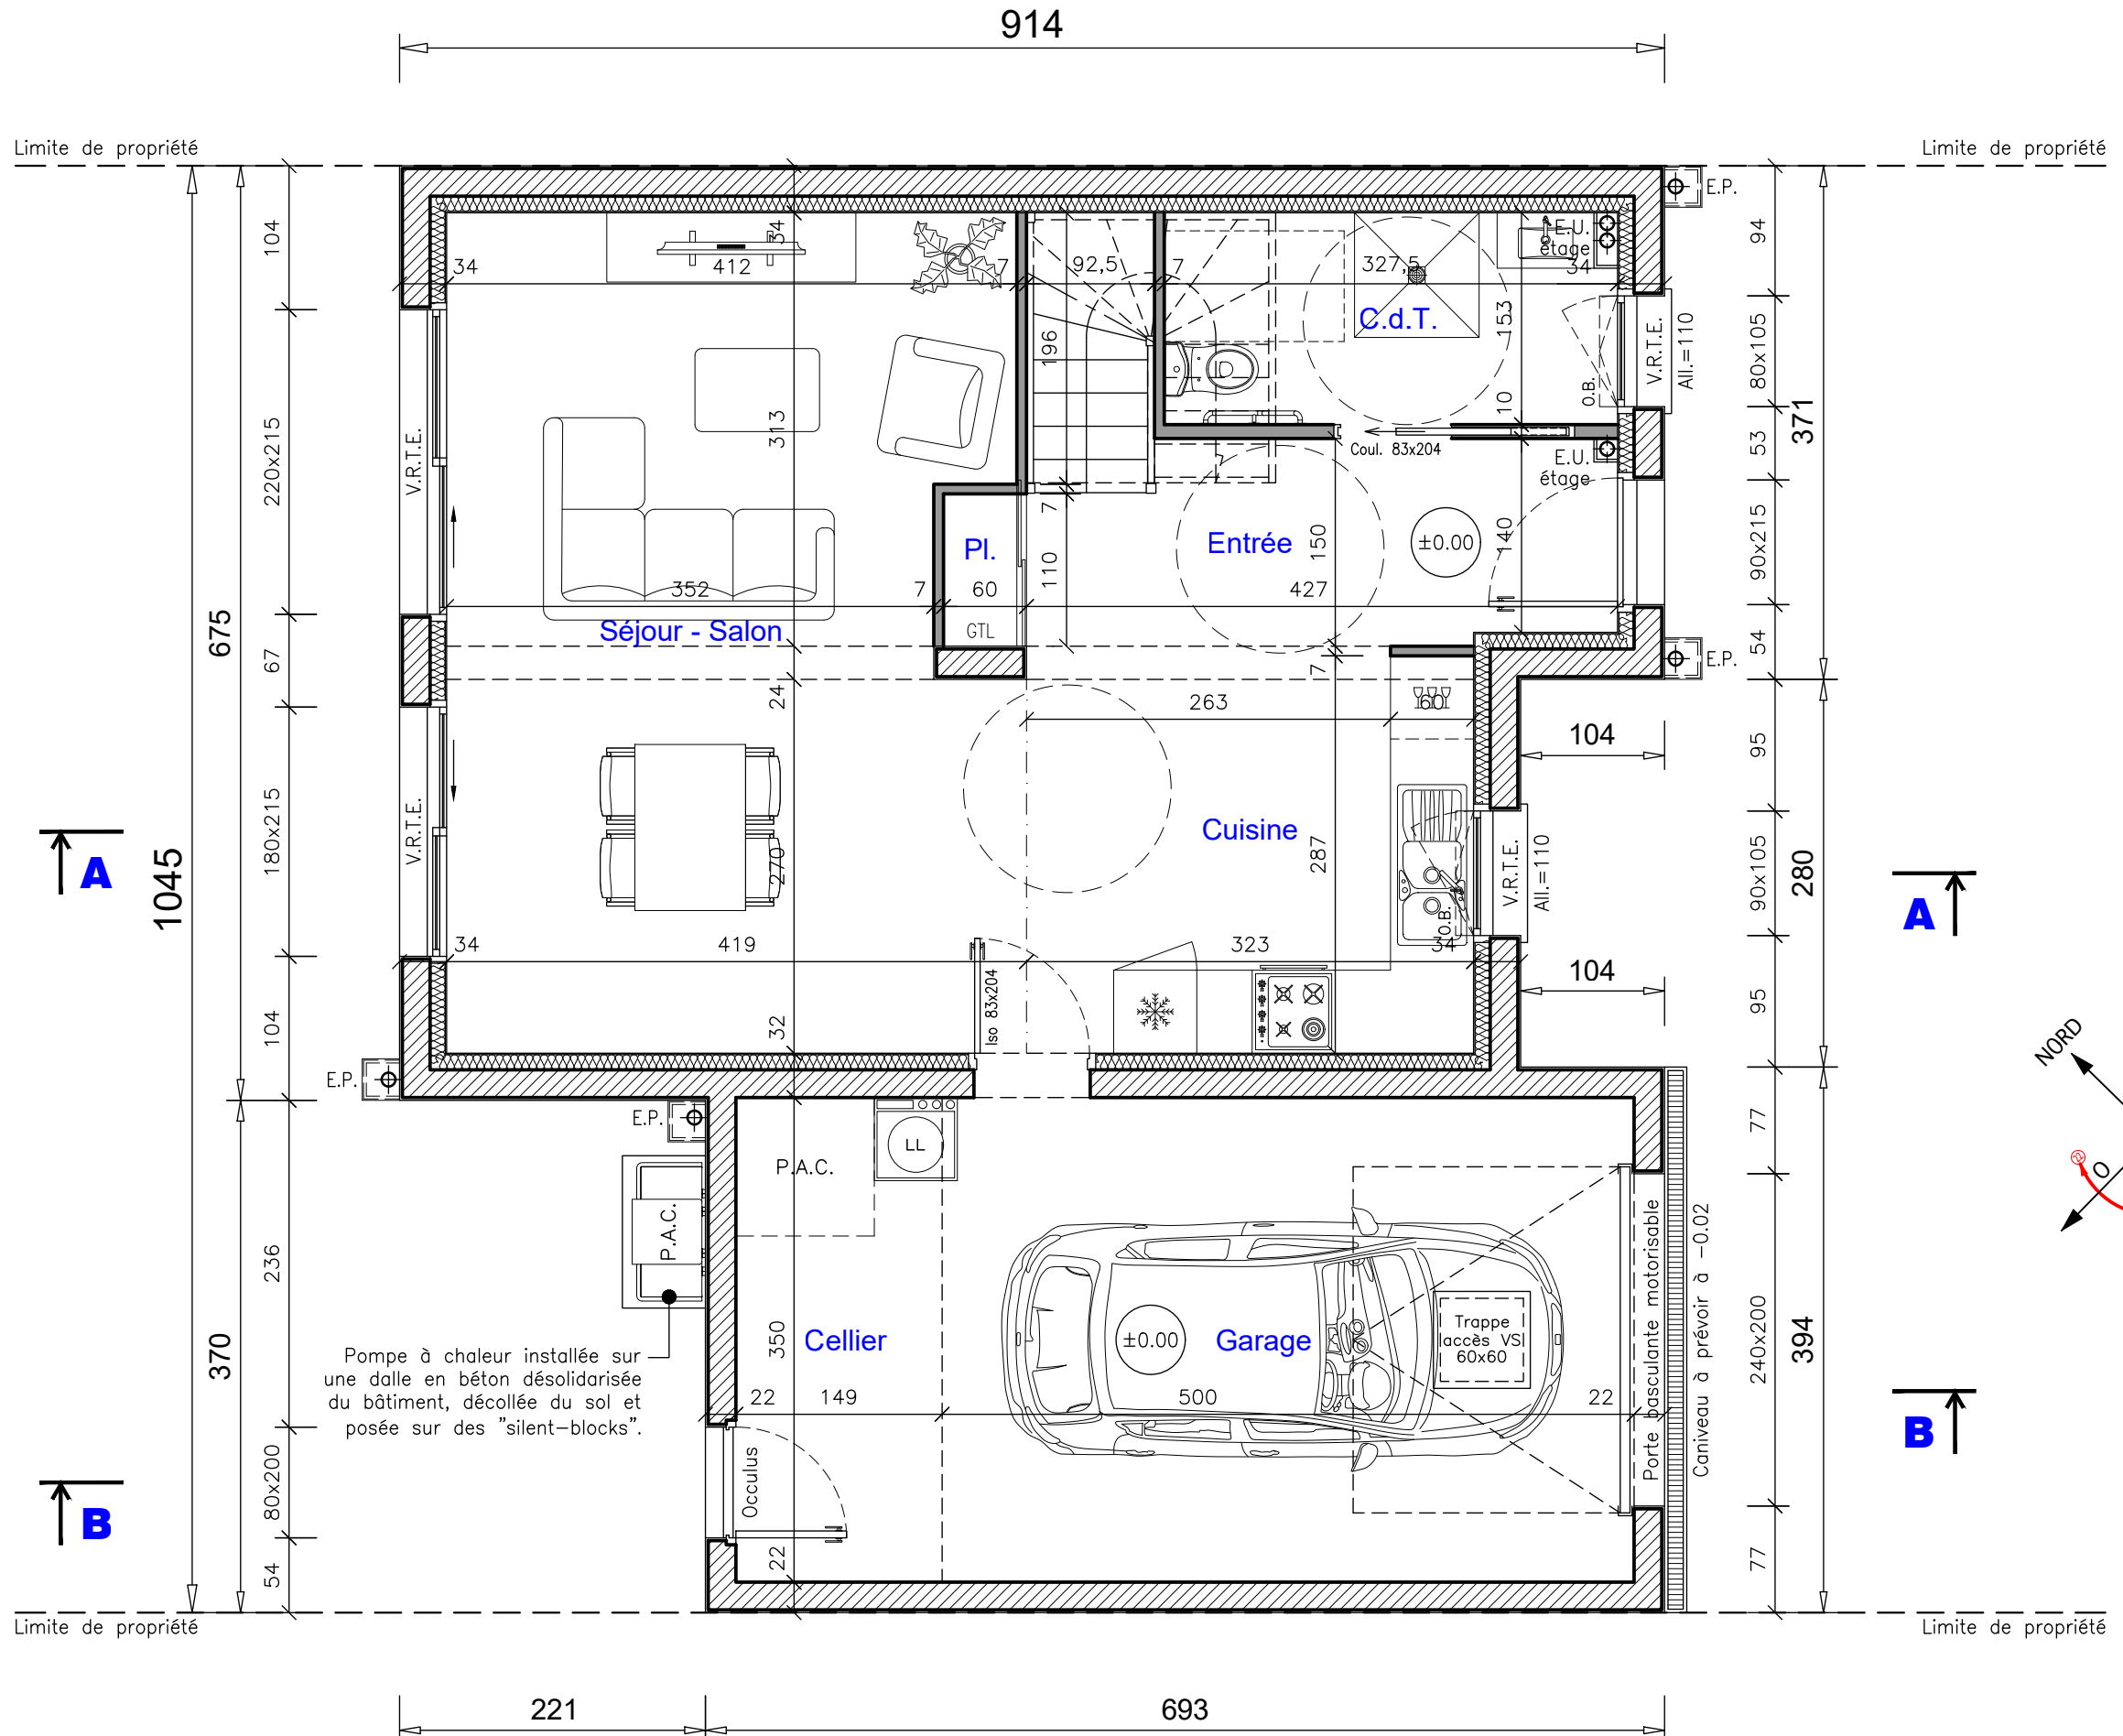 914
Limite de propriété
Limite de propriété
E.P.
E.U.
étage
34
34
412
7
92,5
7
327,5
34
C.d.T.
104
94
153
196
80x105
V.R.T.E.
All.=110
O.B.
371
10
53
Coul. 83x204
E.U.
étage
220x215
V.R.T.E.
313
7
Pl.
Entrée
±0.00
150
140
110
90x215
352
7
60
427
GTL
Séjour - Salon
675
67
54
E.P.
7
24
263
60
104
95
180x215
V.R.T.E.
Cuisine
270
287
V.R.T.E.
All.=110
90x105
280
O.B.
A
A
1045
34
419
323
34
Iso 83x204
104
104
32
95
NORD
E.P.
E.P.
LL
P.A.C.
77
O
22
236
P.A.C.
370
Pompe à chaleur installée sur
une dalle en béton désolidarisée
du bâtiment, décollée du sol et
posée sur des "silent-blocks".
350
Cellier
±0.00
Garage
Trappe
accès VS
60x60
Porte basculante motorisable
Caniveau à prévoir à -0.02
240x200
394
22
149
500
22
B
B
Occulus
80x200
22
54
77
Limite de propriété
Limite de propriété
221
693